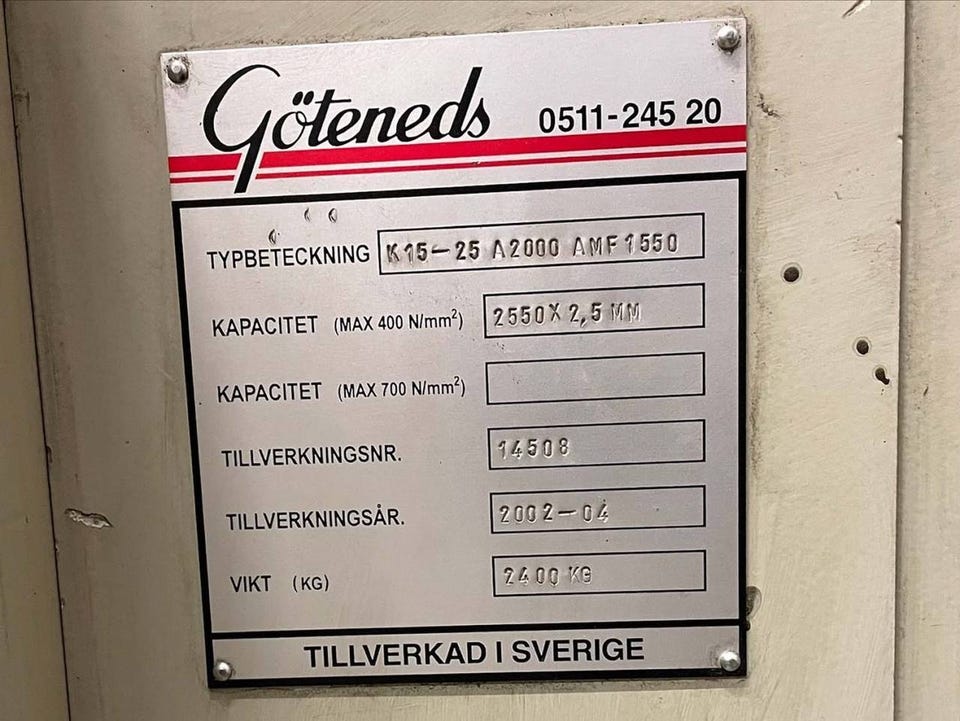 Göteneds 0511-245 20
TYPBETECKNING K15-25 A2000 AMF1550
KAPACITET (MAX 400 N/mm²) 2550X2,5 MM
KAPACITET (MAX 700 N/mm²)
TILLVERKNINGSNR. 14508
TILLVERKNINGSÅR. 2002-04
VIKT (KG) 2400 KG
TILLVERKAD I SVERIGE